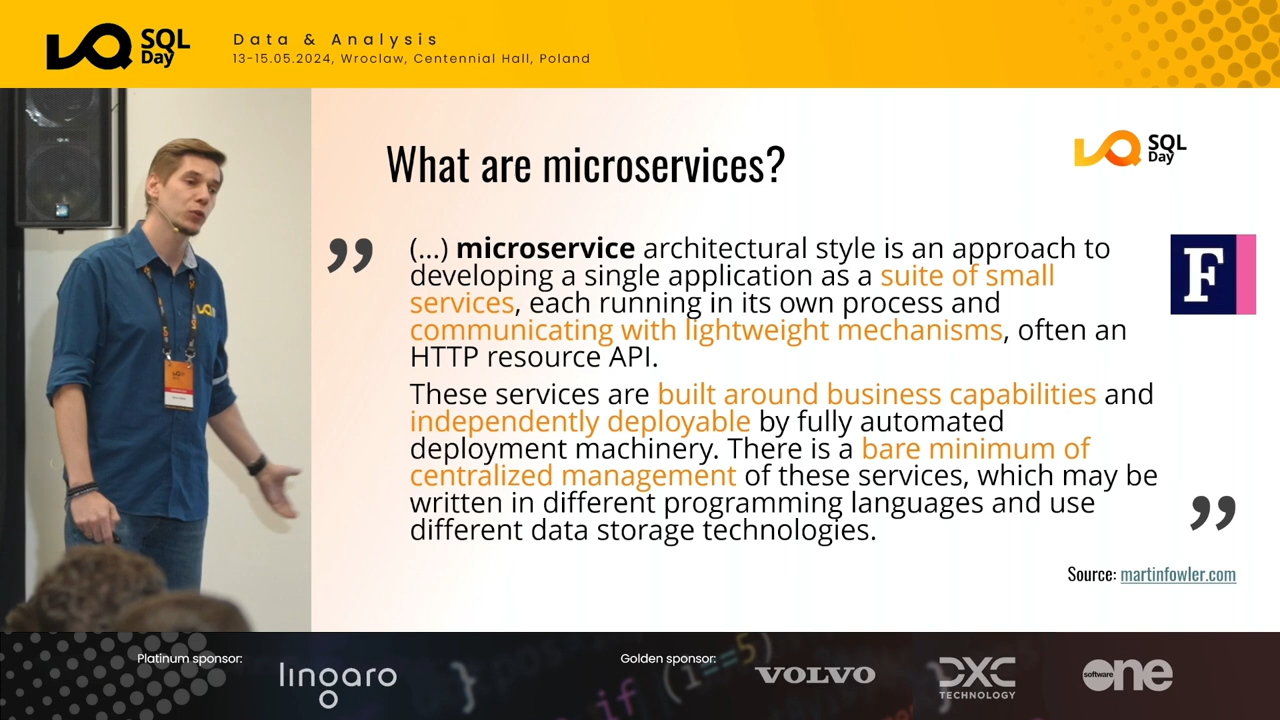 SQL
Day
Data & Analysis
13-15.05.2024, Wroclaw, Centennial Hall, Poland
What are microservices?
SQL
Day
”
(...) microservice architectural style is an approach to
developing a single application as a suite of small
services, each running in its own process and
communicating with lightweight mechanisms, often an
HTTP resource API.
F
These services are built around business capabilities and
independently deployable by fully automated
deployment machinery. There is a bare minimum of
centralized management of these services, which may be
written in different programming languages and use
different data storage technologies.
”
Source: martinfowler.com
Platinum sponsor:
lingaro
Golden sponsor:
VOLVO
DXC
TECHNOLOGY
software
one